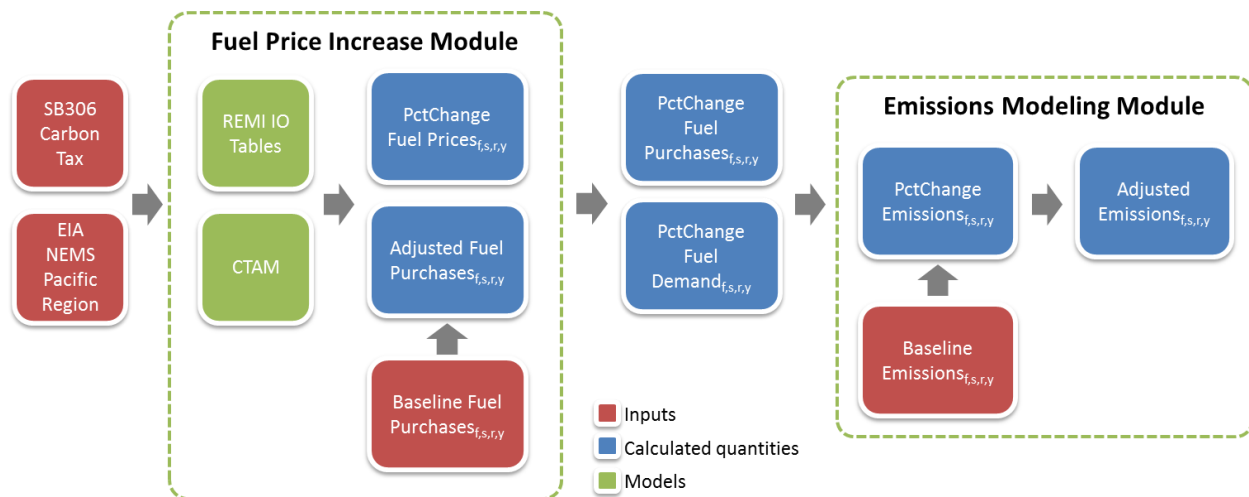 Fuel Price Increase Module
SB306
Carbon
Tax
EIA
NEMS
Pacific
Region
REMI IO
Tables
CTAM
PctChange
Fuel Prices f,s,r,y
Adjusted Fuel
Purchases f,s,r,y
Baseline Fuel
Purchases f,s,r,y
PctChange
Fuel
Purchases f,s,r,y
PctChange
Fuel
Demand f,s,r,y
Inputs
Calculated quantities
Models
Emissions Modeling Module
PctChange
Emissions f,s,r,y
Adjusted
Emissions f,s,r,y
Baseline
Emissions f,s,r,y